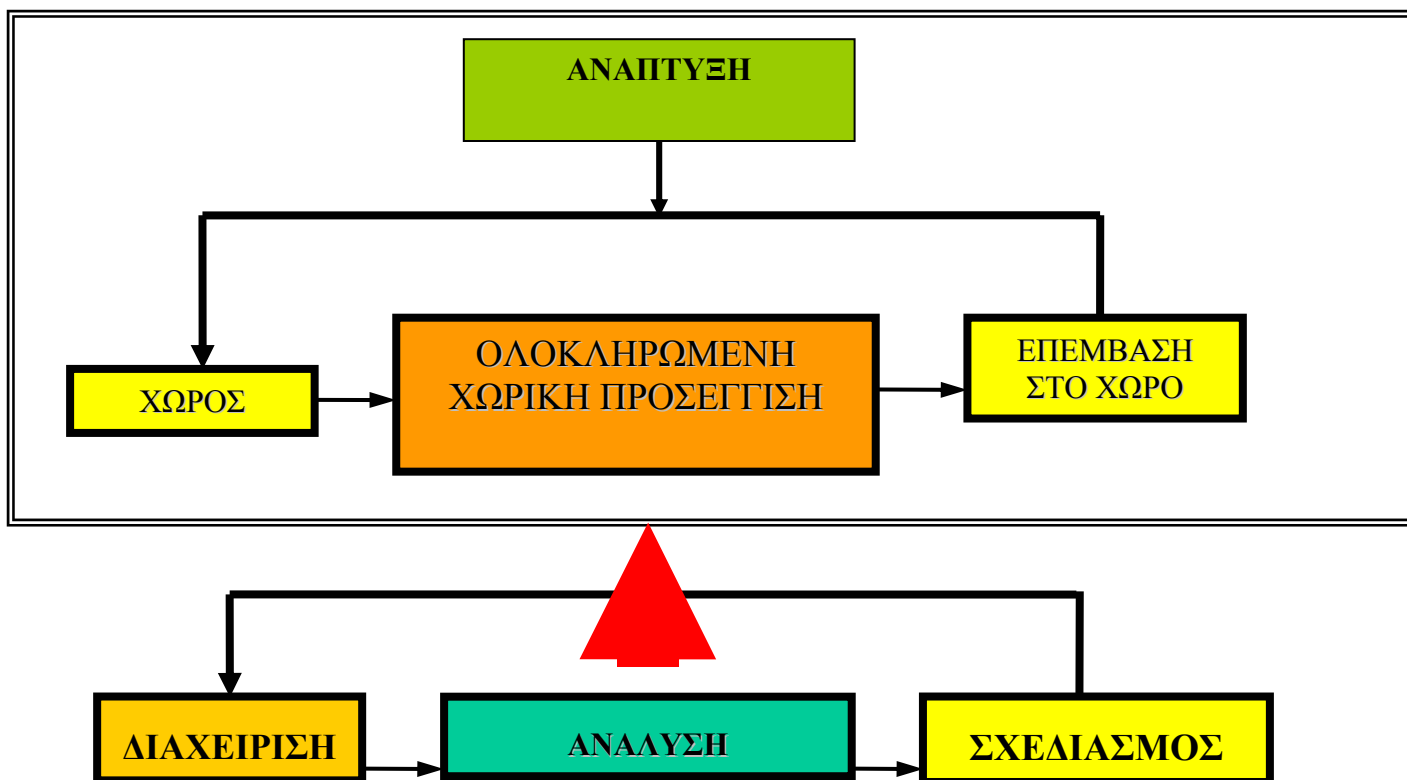 ΑΝΑΠΤΥΞΗ
ΧΩΡΟΣ
ΟΛΟΚΛΗΡΩΜΕΝΗ
ΧΩΡΙΚΗ ΠΡΟΣΕΓΓΙΣΗ
ΕΠΕΜΒΑΣΗ
ΣΤΟ ΧΩΡΟ
ΔΙΑΧΕΙΡΙΣΗ
ΑΝΑΛΥΣΗ
ΣΧΕΔΙΑΣΜΟΣ